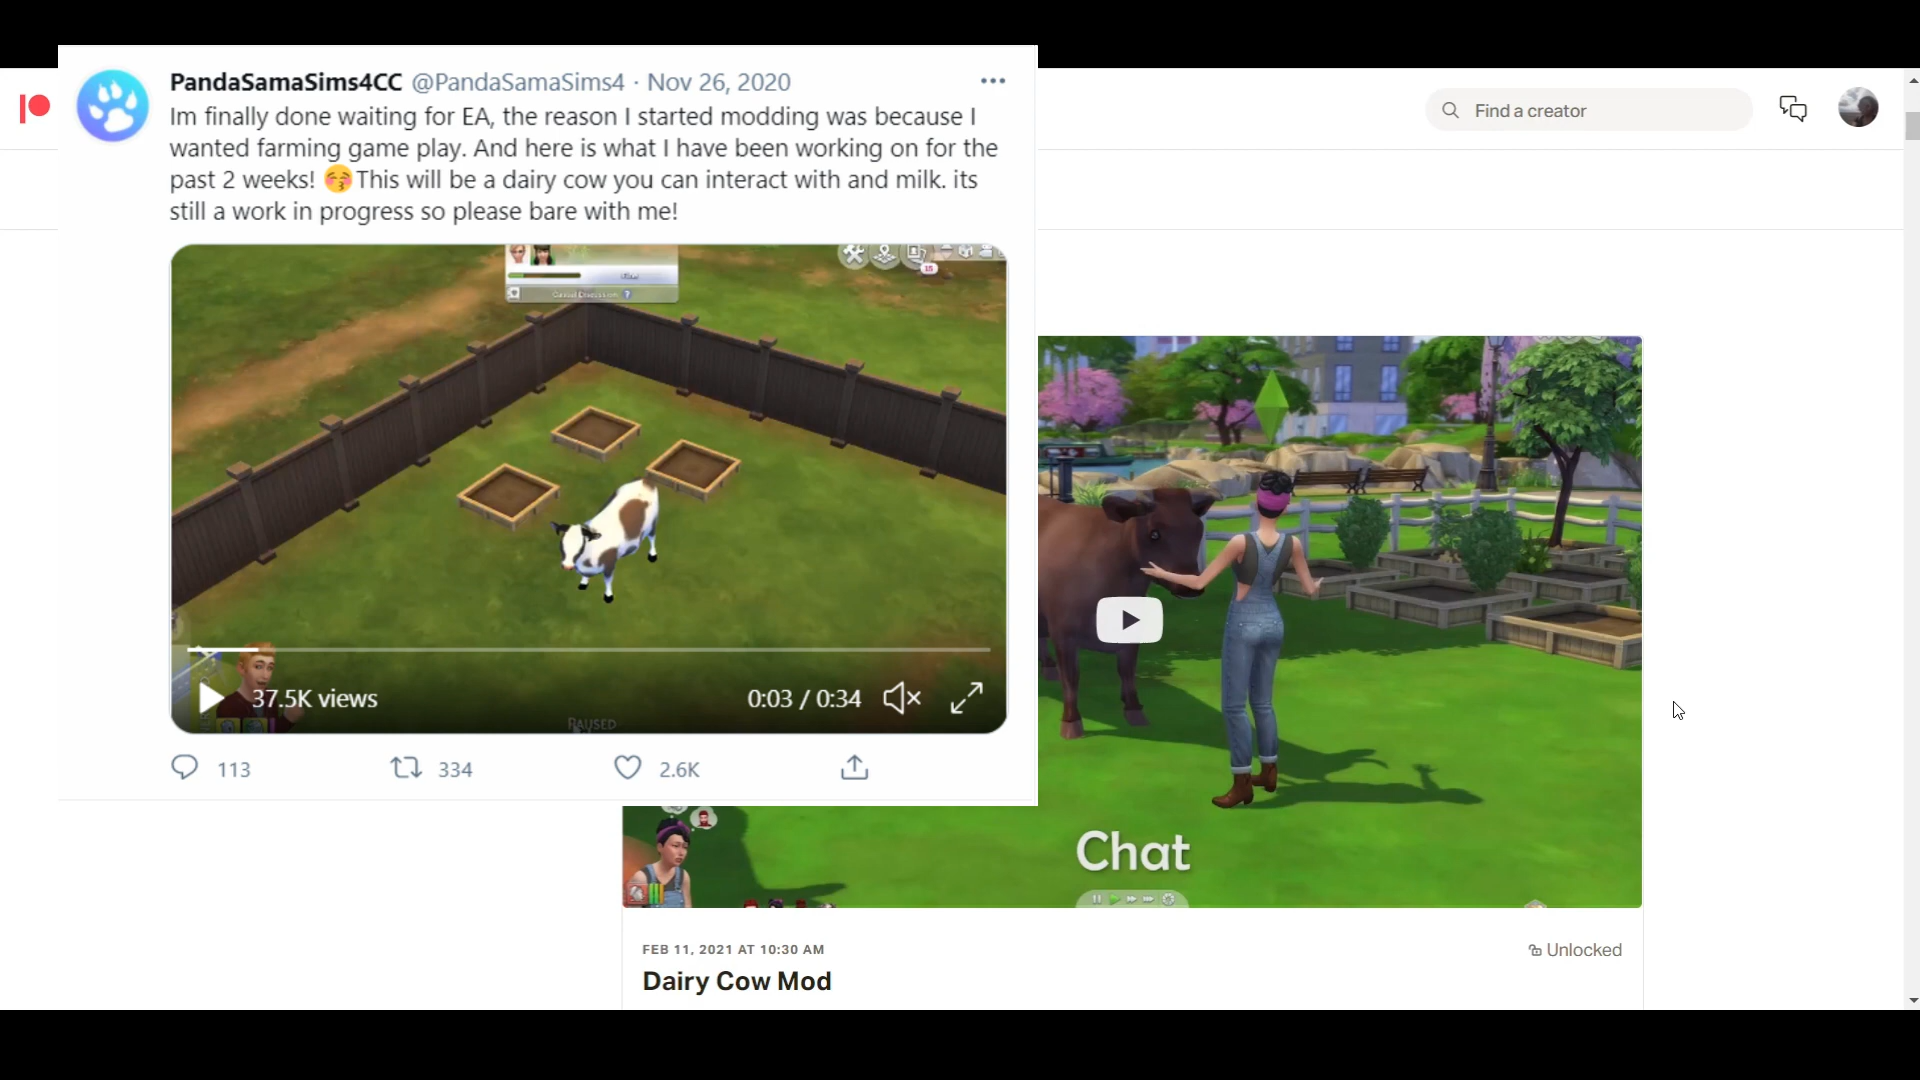 PandaSamaSims4CC @PandaSamaSims4 · Nov 26, 2020
Im finally done waiting for EA, the reason I started modding was because I
wanted farming game play. And here is what I have been working on for the
past 2 weeks! 😚This will be a dairy cow you can interact with and milk. its
still a work in progress so please bare with me!
15
Casual Discussion ?
37.5K views
0:03 / 0:34
PAUSED
113
334
2.6K
Find a creator
Chat
FEB 11, 2021 AT 10:30 AM
Unlocked
Dairy Cow Mod